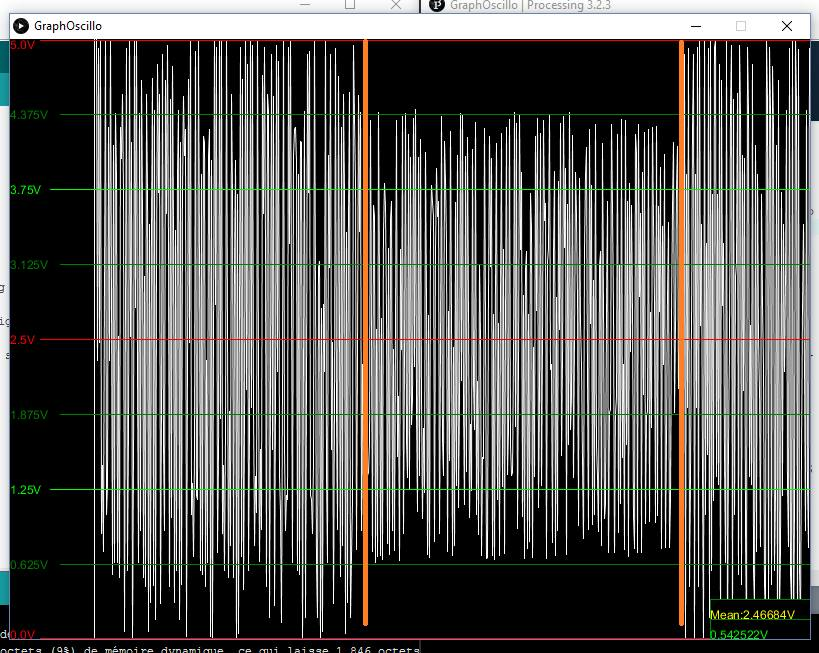 GraphOscillo | Processing 3.2.3
GraphOscillo
5.0V
4.375V
3.75V
3.125V
2.5V
1.875V
1.25V
0.625V
0.0V
Mean:2.46684V
0.542522V
octets (9%) de mémoire dynamique, ce qui laisse 1 846 octets